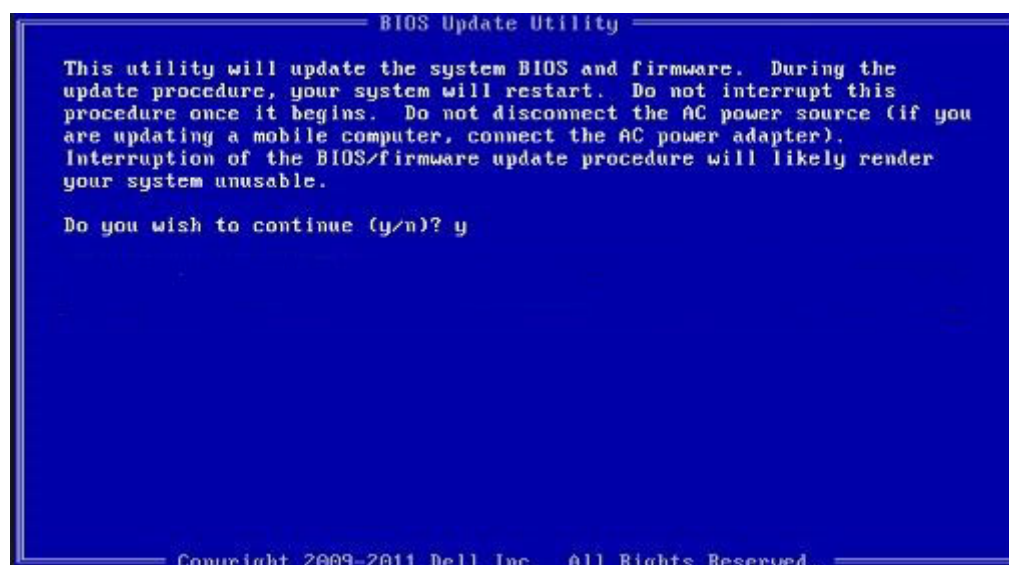 BIOS Update Utility
This utility will update the system BIOS and firmware. During the
update procedure, your system will restart. Do not interrupt this
procedure once it begins. Do not disconnect the AC power source (if you
are updating a mobile computer, connect the AC power adapter).
Interruption of the BIOS/firmware update procedure will likely render
your system unusable.
Do you wish to continue (y/n)? y
Copyright 2009-2011 Dell Inc. All Rights Reserved.